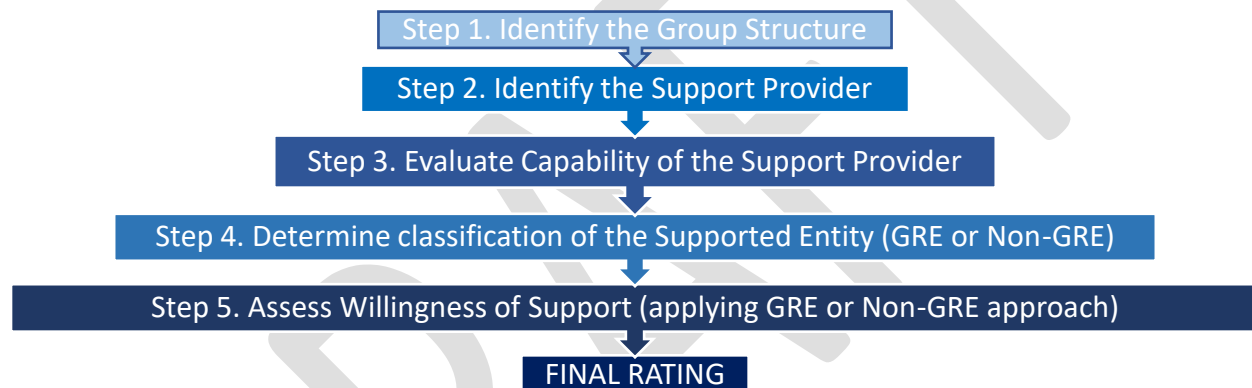 Step 1. Identify the Group Structure
Step 2. Identify the Support Provider
Step 3. Evaluate Capability of the Support Provider
Step 4. Determine classification of the Supported Entity (GRE or Non-GRE)
Step 5. Assess Willingness of Support (applying GRE or Non-GRE approach)
FINAL RATING